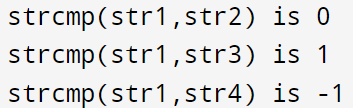 strcmp(str1,str2) is 0
strcmp(str1,str3) is 1
strcmp(str1,str4) is -1